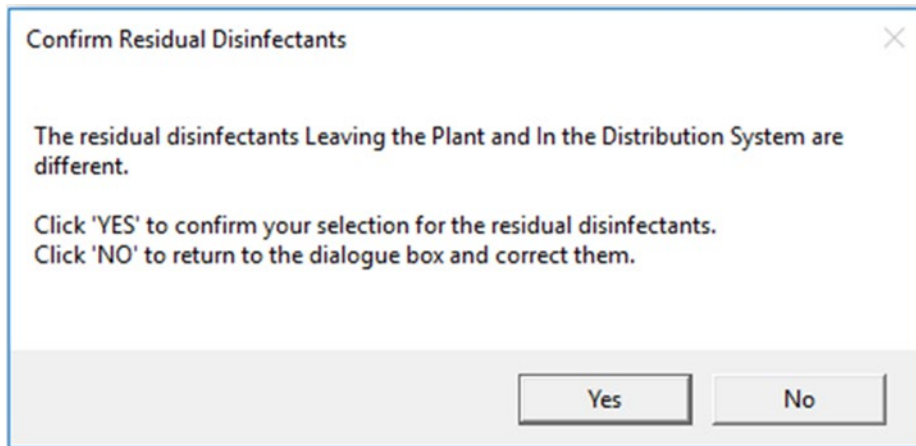 Confirm Residual Disinfectants
The residual disinfectants Leaving the Plant and In the Distribution System are
different.
Click 'YES' to confirm your selection for the residual disinfectants.
Click 'NO' to return to the dialogue box and correct them.
Yes
No